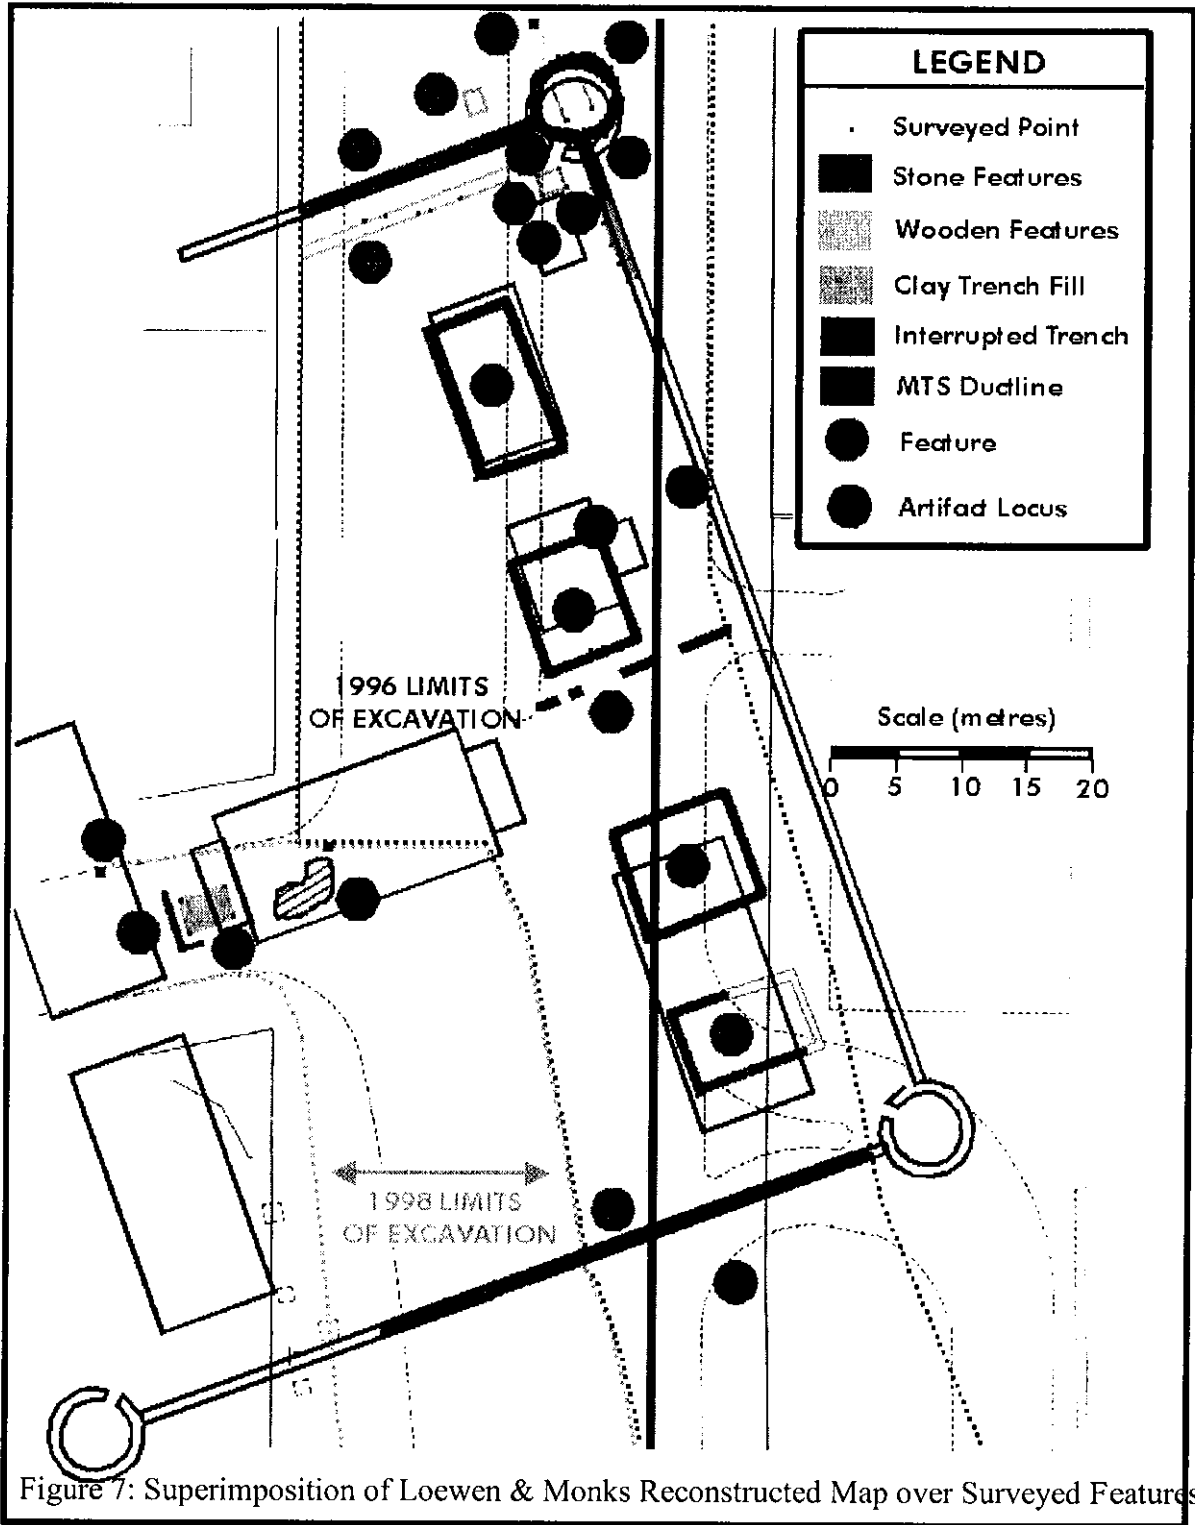 LEGEND
Surveyed Point
Stone Features
Wooden Features
Clay Trench Fill
Interrupted Trench
MTS Ductline
Feature
Artifact Locus
1996 LIMITS
OF EXCAVATION
Scale (metres)
0 5 10 15 20
1998 LIMITS
OF EXCAVATION
Figure 7: Superimposition of Loewen & Monks Reconstructed Map over Surveyed Features